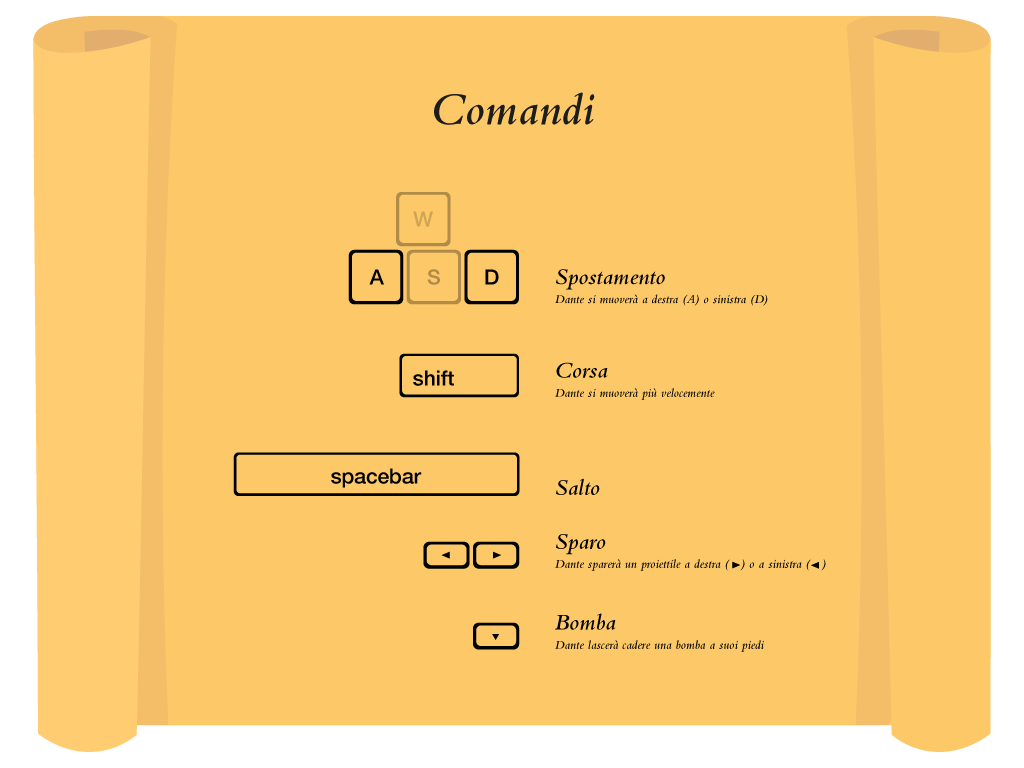 Comandi
W
A S D
Spostamento
Dante si muoverà a destra (A) o sinistra (D)
shift
Corsa
Dante si muoverà più velocemente
spacebar
Salto
◄ ►
Sparo
Dante sparerà un proiettile a destra (►) o a sinistra (◄)
▼
Bomba
Dante lascerà cadere una bomba a suoi piedi